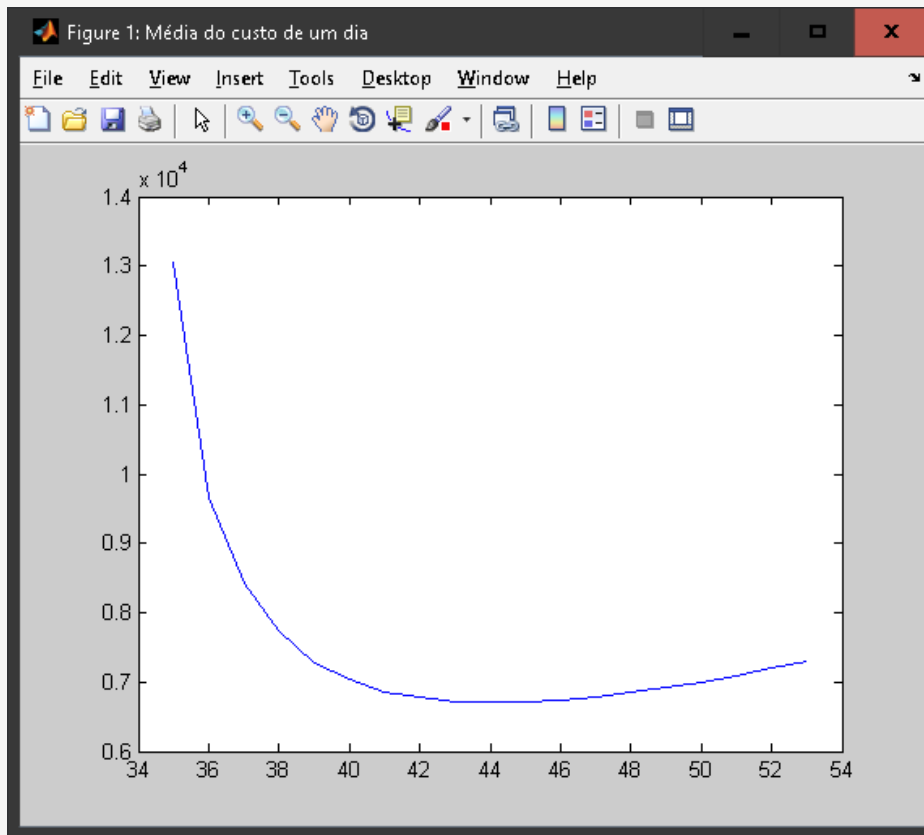 Figure 1: Média do custo de um dia
File Edit View Insert Tools Desktop Window Help
x 10^4
1.4
1.3
1.2
1.1
1
0.9
0.8
0.7
0.6
34 36 38 40 42 44 46 48 50 52 54